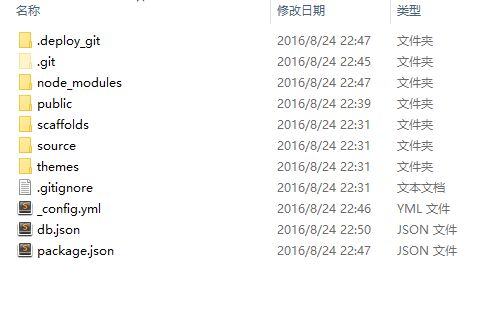 名称 修改日期 类型
.deploy_git 2016/8/24 22:47 文件夹
.git 2016/8/24 22:45 文件夹
node_modules 2016/8/24 22:47 文件夹
public 2016/8/24 22:39 文件夹
scaffolds 2016/8/24 22:31 文件夹
source 2016/8/24 22:31 文件夹
themes 2016/8/24 22:31 文件夹
.gitignore 2016/8/24 22:31 文本文档
_config.yml 2016/8/24 22:46 YML 文件
db.json 2016/8/24 22:50 JSON 文件
package.json 2016/8/24 22:47 JSON 文件